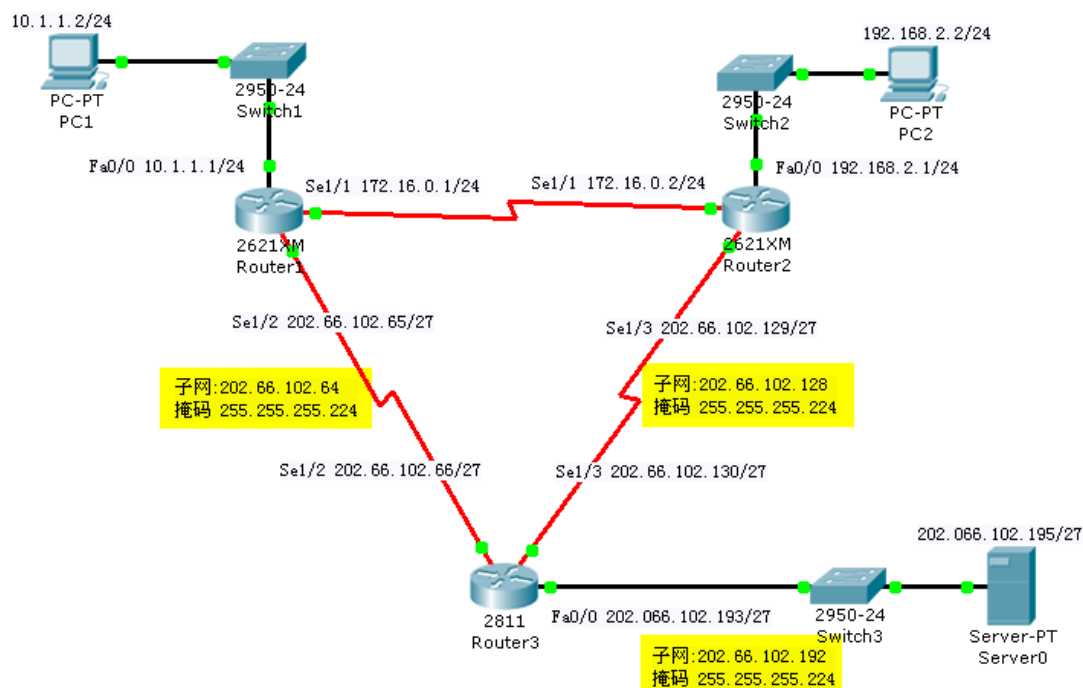 10.1.1.2/24
PC-PT
PC1
2950-24
Switch1
192.168.2.2/24
2950-24
Switch2
PC-PT
PC2
Fa0/0 10.1.1.1/24
Fa0/0 192.168.2.1/24
Se1/1 172.16.0.1/24
Se1/1 172.16.0.2/24
2621XM
Router1
2621XM
Router2
Se1/2 202.66.102.65/27
Se1/3 202.66.102.129/27
子网:202.66.102.64
掩码 255.255.255.224
子网:202.66.102.128
掩码 255.255.255.224
Se1/2 202.66.102.66/27
Se1/3 202.66.102.130/27
202.066.102.195/27
2811
Router3
Fa0/0 202.066.102.193/27
2950-24
Switch3
Server-PT
Server0
子网:202.66.102.192
掩码 255.255.255.224